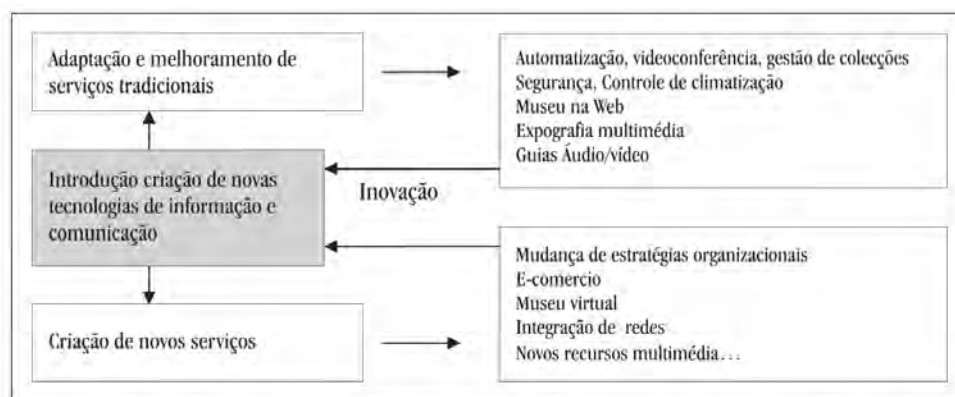 Adaptação e melhoramento de
serviços tradicionais
Automatização, videoconferência, gestão de colecções
Segurança, Controle de climatização
Museu na Web
Expografia multimédia
Guias Áudio/vídeo
Introdução criação de novas
tecnologias de informação e
comunicação
Inovação
Mudança de estratégias organizacionais
E-comercio
Museu virtual
Integração de redes
Novos recursos multimédia…
Criação de novos serviços